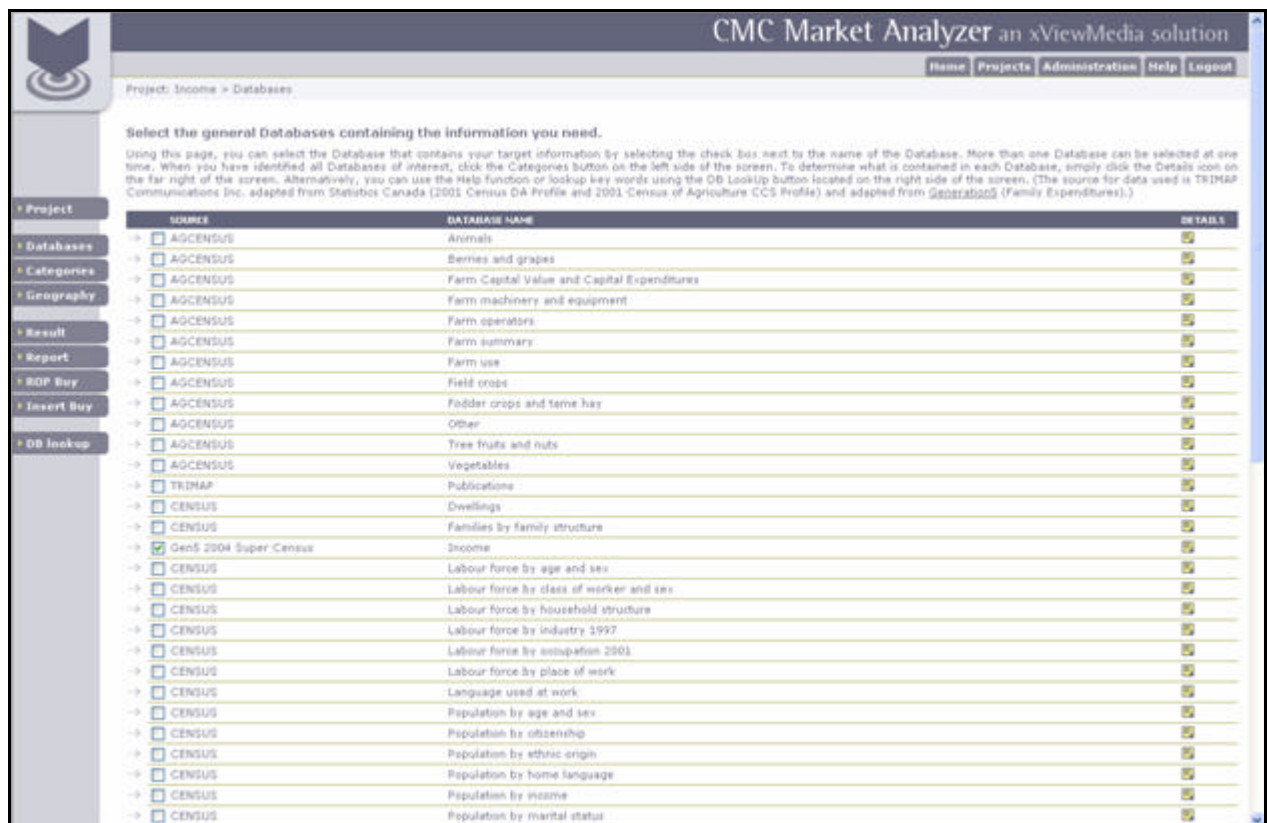 CMC Market Analyzer an xViewMedia solution
Home Projects Administration Help Logout
Project: Income > Databases
Select the general Databases containing the information you need.
Using this page, you can select the Database that contains your target information by selecting the check box next to the name of the Database. More than one Database can be selected at one
time. When you have identified all Databases of interest, click the Categories button on the left side of the screen. To determine what is contained in each Database, simply click the Details icon on
the far right of the screen. Alternatively, you can use the Help function or lookup key words using the DB LookUp button located on the right side of the screen. (The source for data used is TRIMAP
Communications Inc. adapted from Statistics Canada (2001 Census DA Profile and 2001 Census of Agriculture CCS Profile) and adapted from Generation5 (Family Expenditures).)
Project
Databases
Categories
Geography
Result
Report
ROP Buy
Insert Buy
DB lookup
SOURCE DATABASE NAME DETAILS
AGCENSUS Animals
AGCENSUS Berries and grapes
AGCENSUS Farm Capital Value and Capital Expenditures
AGCENSUS Farm machinery and equipment
AGCENSUS Farm operators
AGCENSUS Farm summary
AGCENSUS Farm use
AGCENSUS Field crops
AGCENSUS Fodder crops and tame hay
AGCENSUS Other
AGCENSUS Tree fruits and nuts
AGCENSUS Vegetables
TRIMAP Publications
CENSUS Dwellings
CENSUS Families by family structure
Gen5 2004 Super Census Income
CENSUS Labour force by age and sex
CENSUS Labour force by class of worker and sex
CENSUS Labour force by household structure
CENSUS Labour force by industry 1997
CENSUS Labour force by occupation 2001
CENSUS Labour force by place of work
CENSUS Language used at work
CENSUS Population by age and sex
CENSUS Population by citizenship
CENSUS Population by ethnic origin
CENSUS Population by home language
CENSUS Population by income
CENSUS Population by marital status